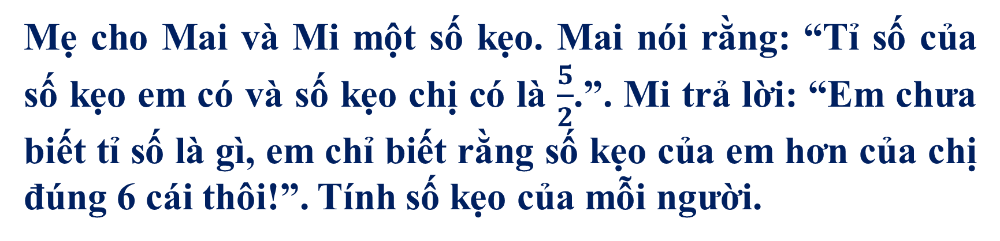 Mẹ cho Mai và Mi một số kẹo. Mai nói rằng: “Tỉ số của
số kẹo em có và số kẹo chị có là 5/2.”. Mi trả lời: “Em chưa
biết tỉ số là gì, em chỉ biết rằng số kẹo của em hơn của chị
đúng 6 cái thôi!”. Tính số kẹo của mỗi người.